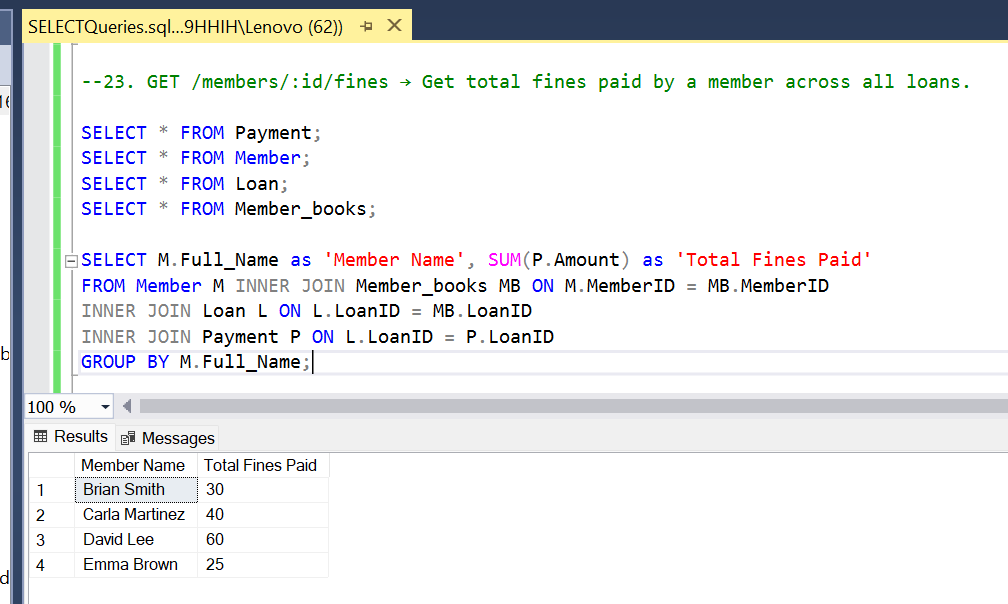 SELECTQueries.sql...9HHIH\Lenovo (62))
--23. GET /members/:id/fines → Get total fines paid by a member across all loans.
SELECT * FROM Payment;
SELECT * FROM Member;
SELECT * FROM Loan;
SELECT * FROM Member_books;
SELECT M.Full_Name as 'Member Name', SUM(P.Amount) as 'Total Fines Paid'
FROM Member M INNER JOIN Member_books MB ON M.MemberID = MB.MemberID
INNER JOIN Loan L ON L.LoanID = MB.LoanID
INNER JOIN Payment P ON L.LoanID = P.LoanID
GROUP BY M.Full_Name;
100 %
Results Messages
Member Name Total Fines Paid
1 Brian Smith 30
2 Carla Martinez 40
3 David Lee 60
4 Emma Brown 25